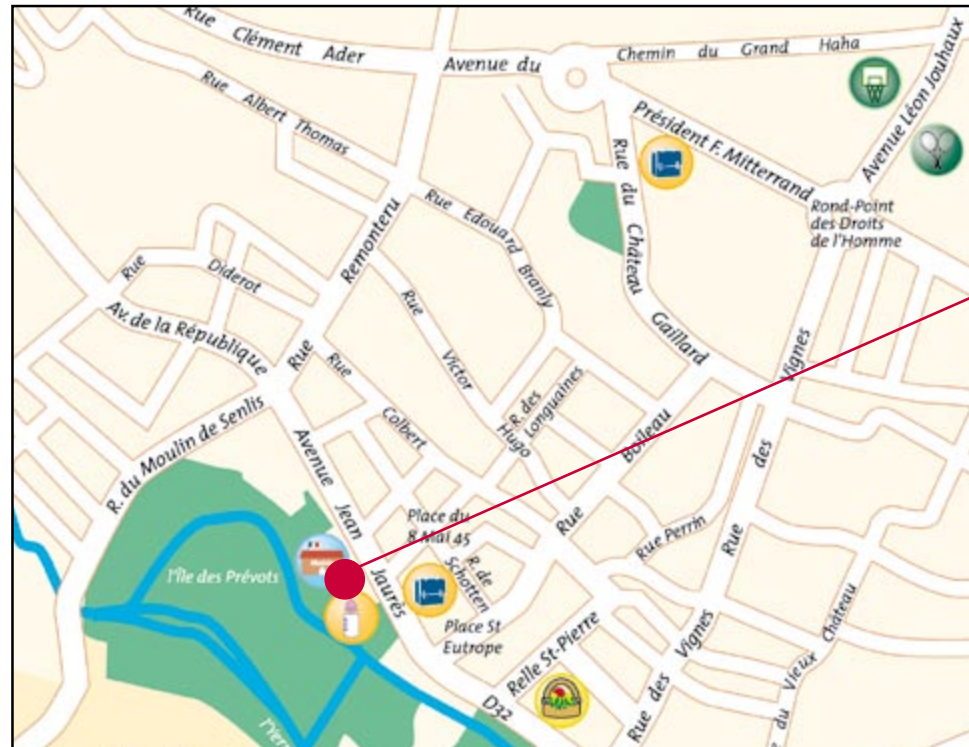 Rue Clément Ader
Avenue du
Président F. Mitterrand
Chemin du Grand Haha
Avenue Léon Jouhaux
Rue Albert Thomas
Rue du Château
Gaillard
Rond-Point
des Droits
de l'Homme
Rue Edouard Branly
Rue Remonteru
Rue Diderot
Av. de la République
Rue Victor Hugo
Rue Colbert
R. des
Longuaines
Rue Boileau
Rue des Vignes
R. du Moulin de Senlis
Avenue Jean Jaurès
Place du
8 Mai 45
R. de
Schotten
Rue Perrin
l'Île des Prévots
Place St
Eutrope
Relle St-Pierre
Rue des Vignes
du Vieux Château
D32